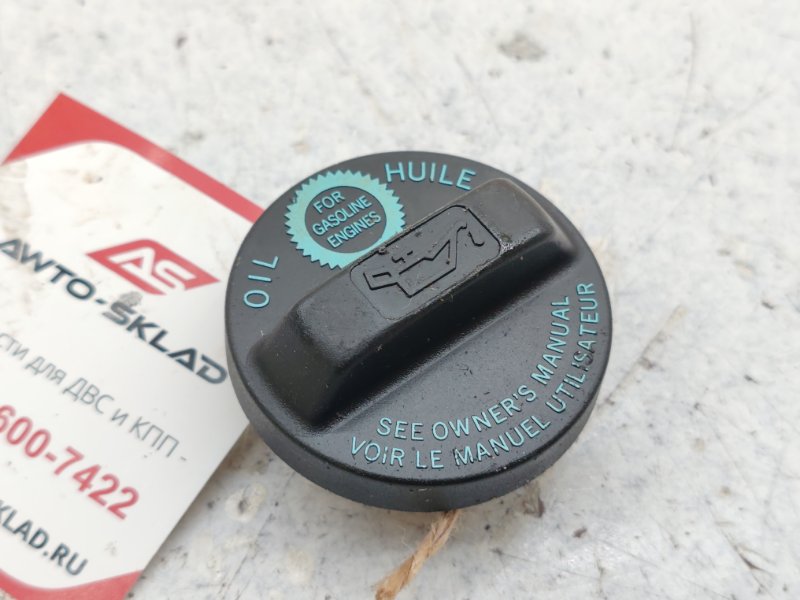 HUILE
FOR
GASOLINE
ENGINES
OIL
SEE OWNER'S MANUAL
VOIR LE MANUEL UTILISATEUR
AS
AWTO-SKLAD
для ДВС и КПП -
600-7422
KLAD.RU